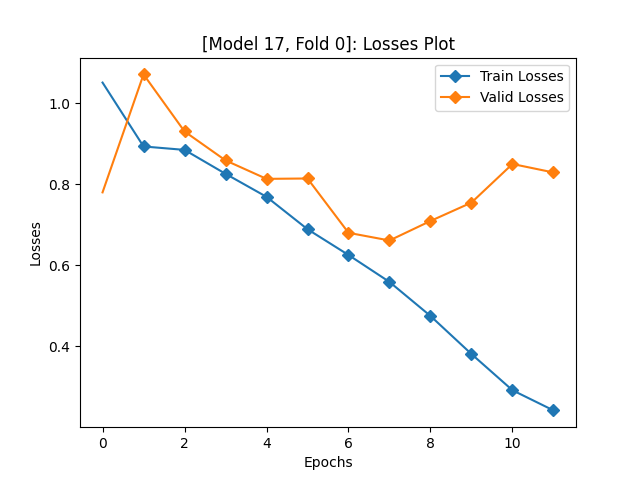 [Model 17, Fold 0]: Losses Plot
Train Losses
Valid Losses
1.0
0.8
0.6
0.4
Losses
0 2 4 6 8 10
Epochs